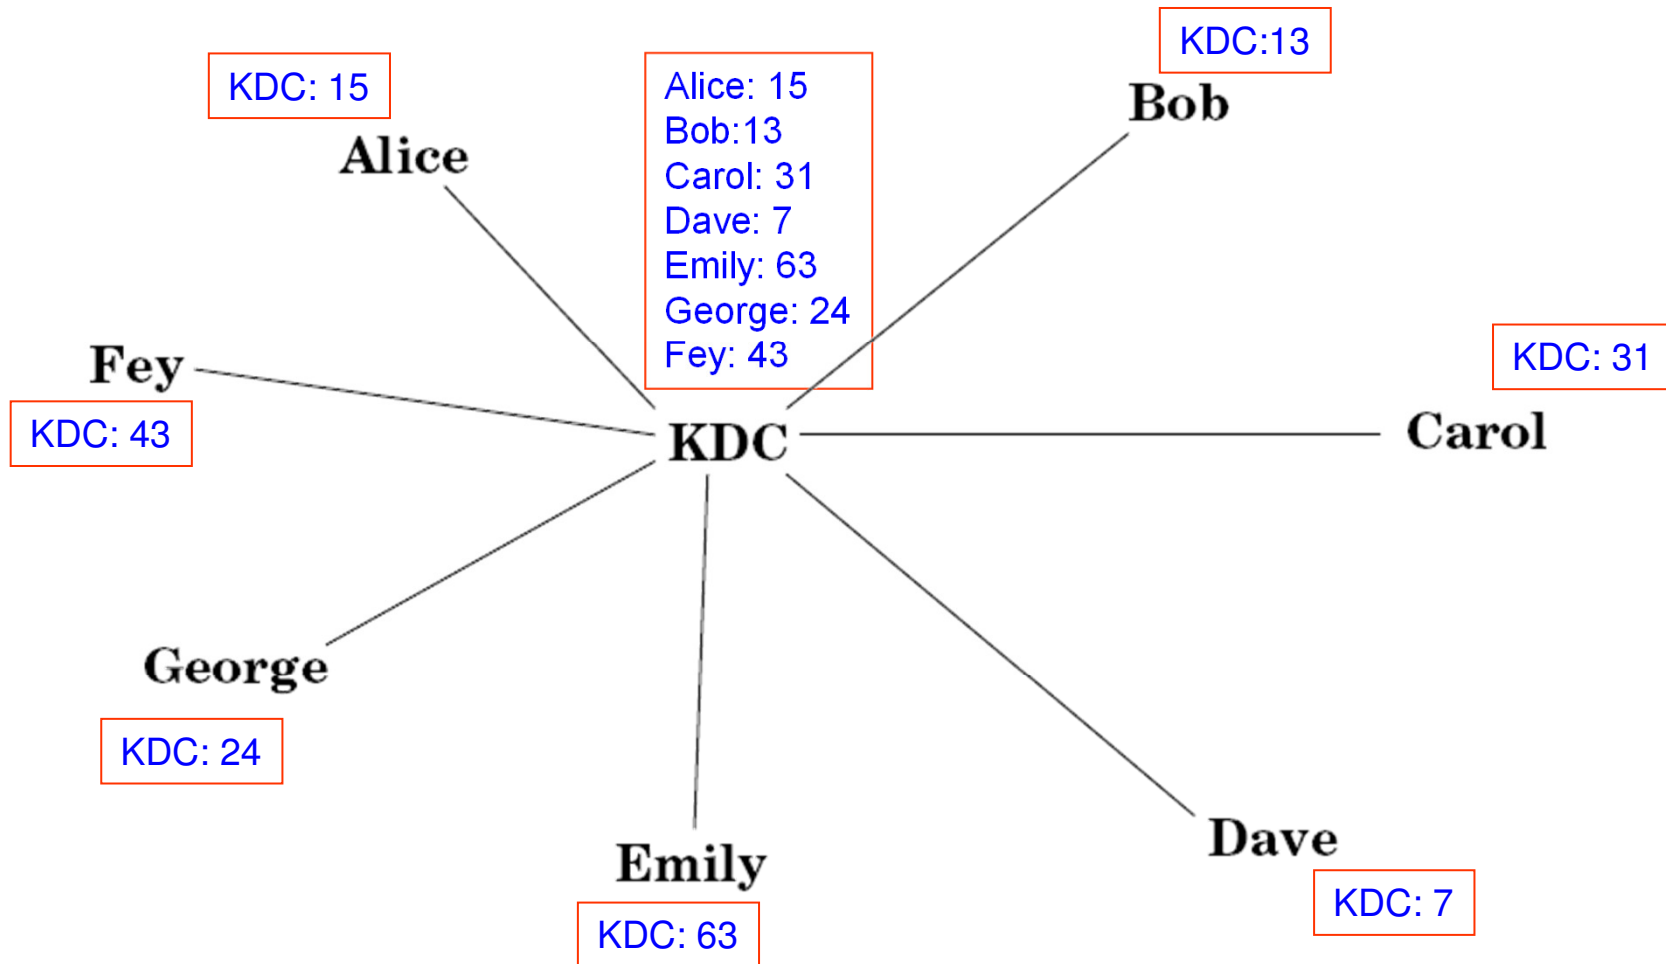 KDC:13
KDC: 15
Alice: 15
Bob:13
Carol: 31
Dave: 7
Emily: 63
George: 24
Fey: 43
Bob
Alice
KDC: 31
Fey
KDC: 43
KDC
Carol
George
KDC: 24
Emily
KDC: 63
Dave
KDC: 7